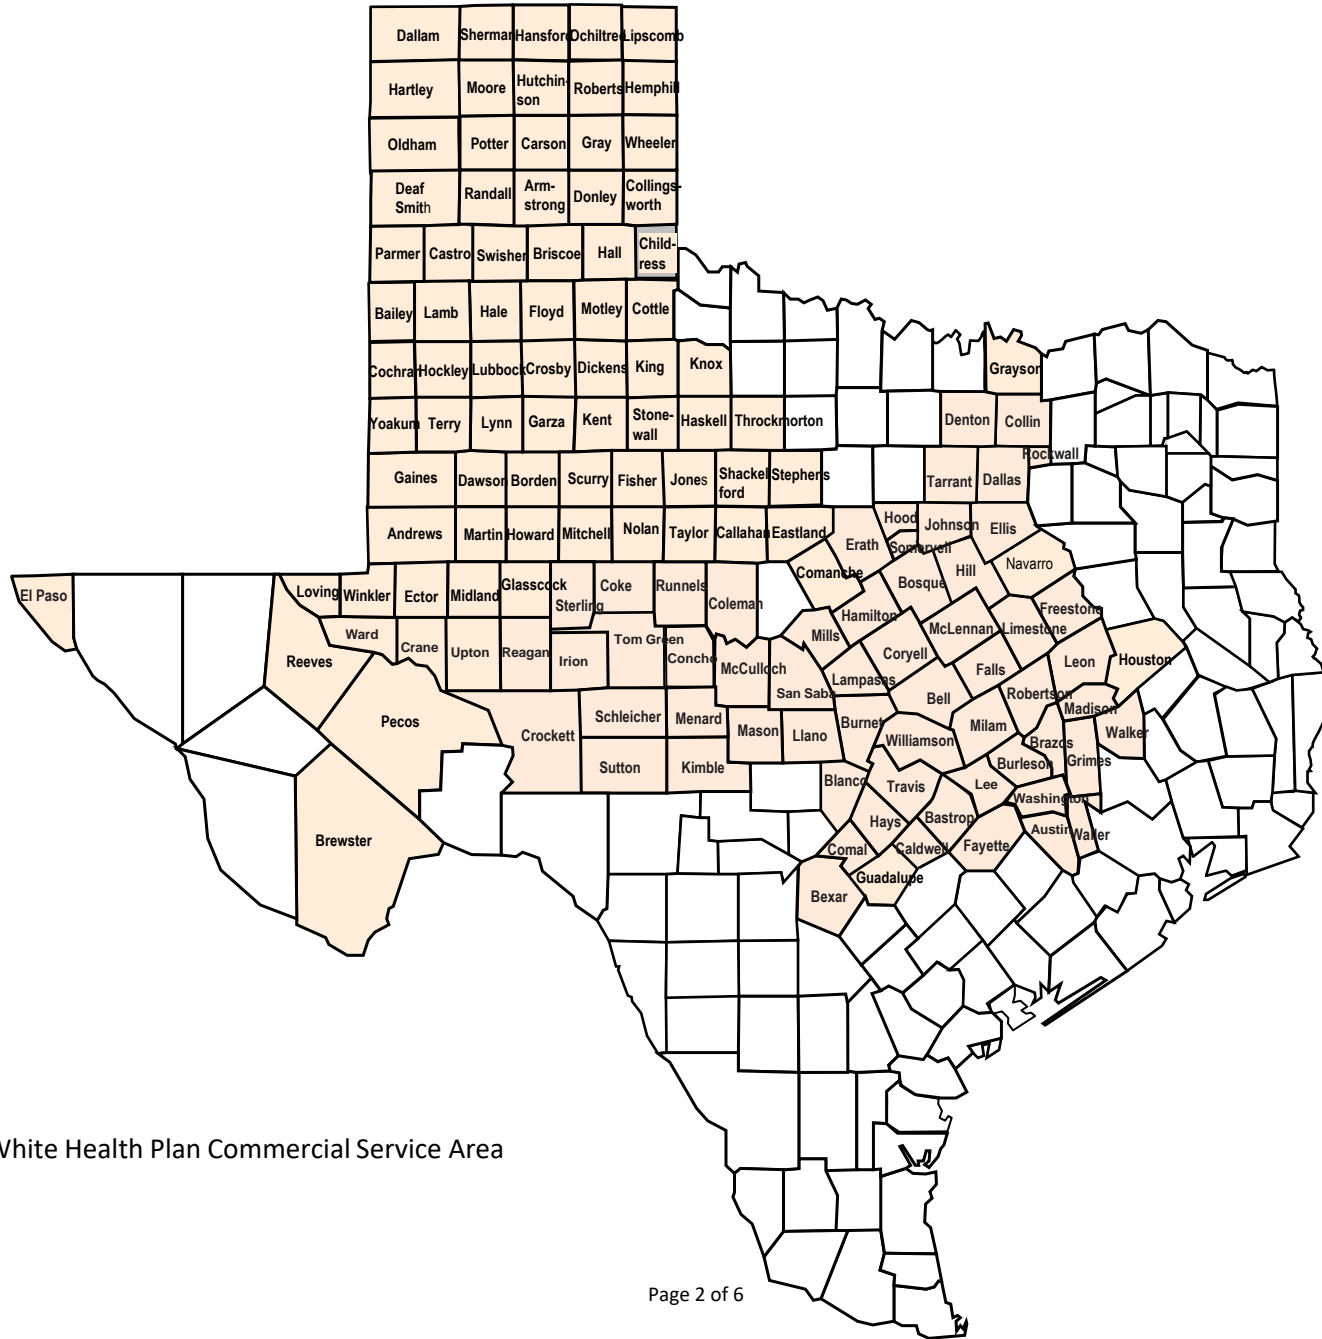 Dallam Sherman Hansford Ochiltree Lipscomb
Hartley Moore Hutchin-
son Roberts Hemphill
Oldham Potter Carson Gray Wheeler
Deaf
Smith Randall Arm-
strong Donley Collings-
worth
Parmer Castro Swisher Briscoe Hall Child-
ress
Bailey Lamb Hale Floyd Motley Cottle
Cochran Hockley Lubbock Crosby Dickens King Knox
Grayson
Yoakum Terry Lynn Garza Kent Stone-
wall Haskell Throckmorton Denton Collin
Rockwall
Gaines Dawson Borden Scurry Fisher Jones Shackel
ford Stephens Tarrant Dallas
Andrews Martin Howard Mitchell Nolan Taylor Callahan Eastland Erath Hood Johnson Ellis
Somervell
El Paso Loving Winkler Ector Midland Glasscock Sterling Coke Runnels Coleman Comanche Bosque Hill Navarro
Ward Crane Upton Reagan Irion Tom Green Concho McCulloch Mills Hamilton McLennan Limestone Freestone
Reeves San Saba Lampasas Coryell Falls Leon Houston
Pecos Crockett Schleicher Menard Mason Llano Burnet Bell Milam Robertson Madison
Sutton Kimble Williamson Brazos Walker
Burleson Grimes
Blanco Travis Lee Washington
Brewster Hays Bastrop Austin Waller
Comal Caldwell Fayette
Guadalupe
Bexar
White Health Plan Commercial Service Area
Page 2 of 6